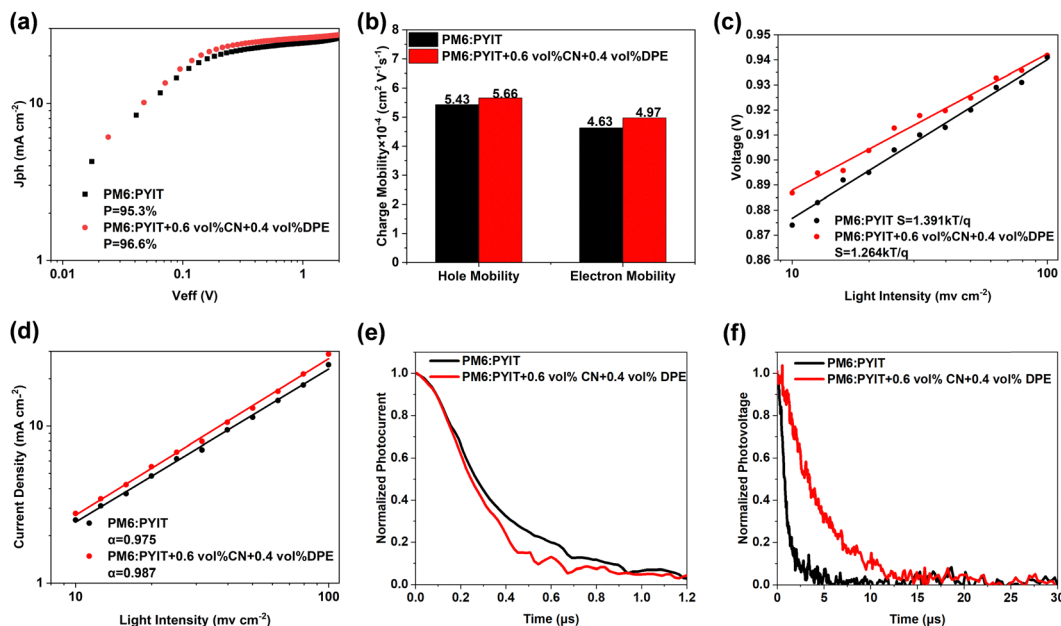 (a)
Jph (mA cm⁻²)
10
1
PM6:PYIT
P=95.3%
PM6:PYIT+0.6 vol%CN+0.4 vol%DPE
P=96.6%
0.01
0.1
1
Veff (V)
(b)
Charge Mobility×10⁻⁴ (cm² V⁻¹s⁻¹)
9
8
7
6
5
4
3
2
1
0
PM6:PYIT
PM6:PYIT+0.6 vol%CN+0.4 vol%DPE
5.43
5.66
4.63
4.97
Hole Mobility
Electron Mobility
(c)
Voltage (V)
0.95
0.94
0.93
0.92
0.91
0.90
0.89
0.88
0.87
0.86
PM6:PYIT S=1.391kT/q
PM6:PYIT+0.6 vol%CN+0.4 vol%DPE
S=1.264kT/q
10
100
Light Intensity (mv cm⁻²)
(d)
Current Density (mA cm⁻²)
10
1
PM6:PYIT
α=0.975
PM6:PYIT+0.6 vol%CN+0.4 vol%DPE
α=0.987
10
100
Light Intensity (mv cm⁻²)
(e)
Normalized Photocurrent
1.0
0.8
0.6
0.4
0.2
0.0
PM6:PYIT
PM6:PYIT+0.6 vol% CN+0.4 vol% DPE
0.0
0.2
0.4
0.6
0.8
1.0
1.2
Time (μs)
(f)
Normalized Photovoltage
1.0
0.8
0.6
0.4
0.2
0.0
PM6:PYIT
PM6:PYIT+0.6 vol% CN+0.4 vol% DPE
0
5
10
15
20
25
30
Time (μs)